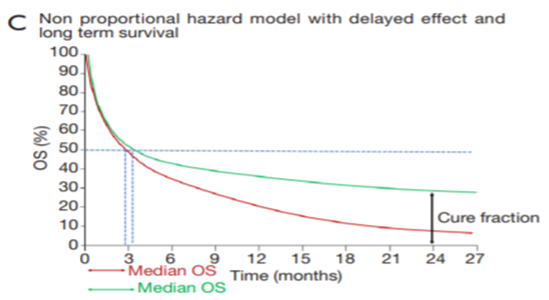 C Non proportional hazard model with delayed effect and
long term survival
100
90
80
70
60
50
40
30
20
10
0
OS (%)
Cure fraction
0 3 6 9 12 15 18 21 24 27
Median OS Time (months)
Median OS